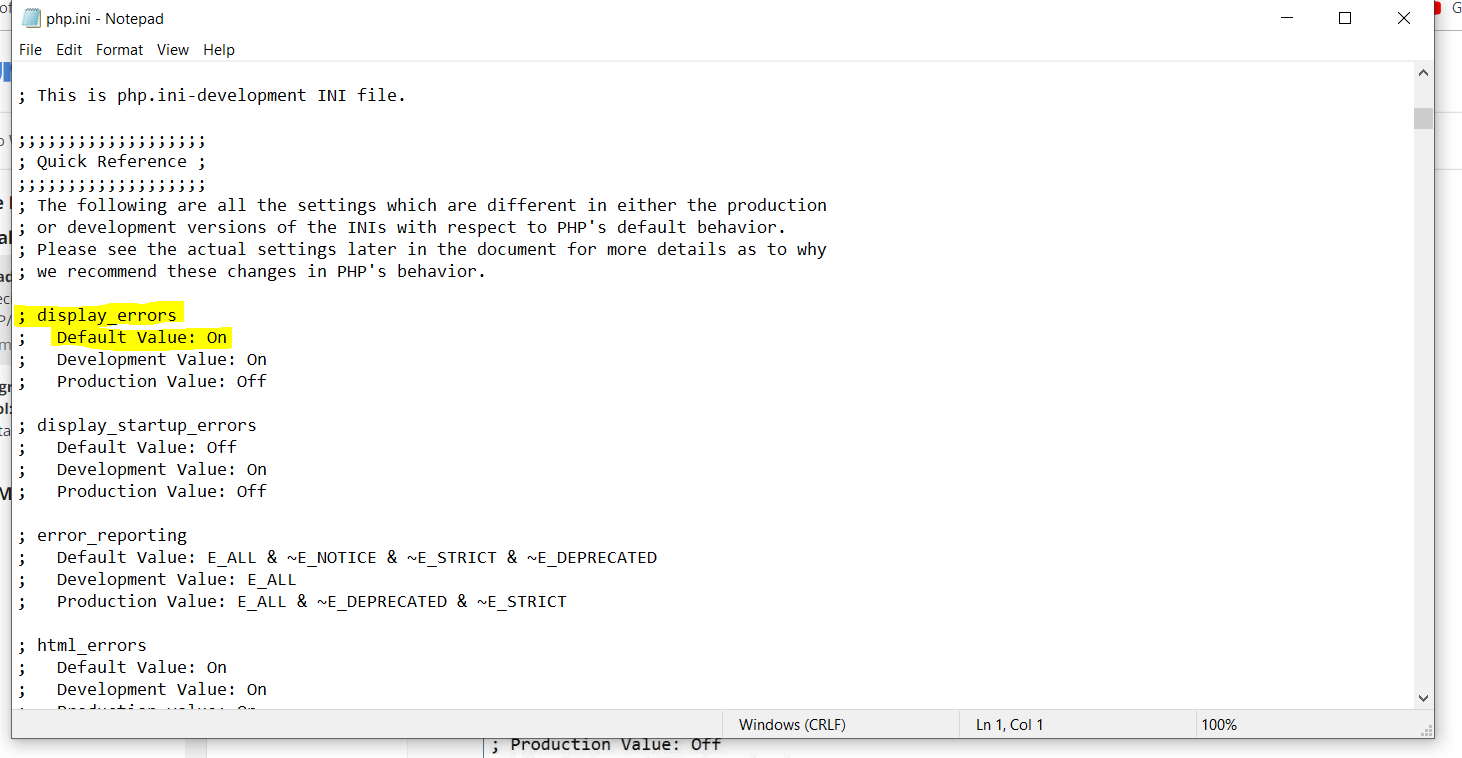 php.ini - Notepad
File Edit Format View Help
; This is php.ini-development INI file.
;;;;;;;;;;;;;;;;;;;
; Quick Reference ;
;;;;;;;;;;;;;;;;;;;
; The following are all the settings which are different in either the production
; or development versions of the INIs with respect to PHP's default behavior.
; Please see the actual settings later in the document for more details as to why
; we recommend these changes in PHP's behavior.
; display_errors
;   Default Value: On
;   Development Value: On
;   Production Value: Off
; display_startup_errors
;   Default Value: Off
;   Development Value: On
;   Production Value: Off
; error_reporting
;   Default Value: E_ALL & ~E_NOTICE & ~E_STRICT & ~E_DEPRECATED
;   Development Value: E_ALL
;   Production Value: E_ALL & ~E_DEPRECATED & ~E_STRICT
; html_errors
;   Default Value: On
;   Development Value: On
;   Production value: On
Windows (CRLF) Ln 1, Col 1 100%
; Production Value: Off